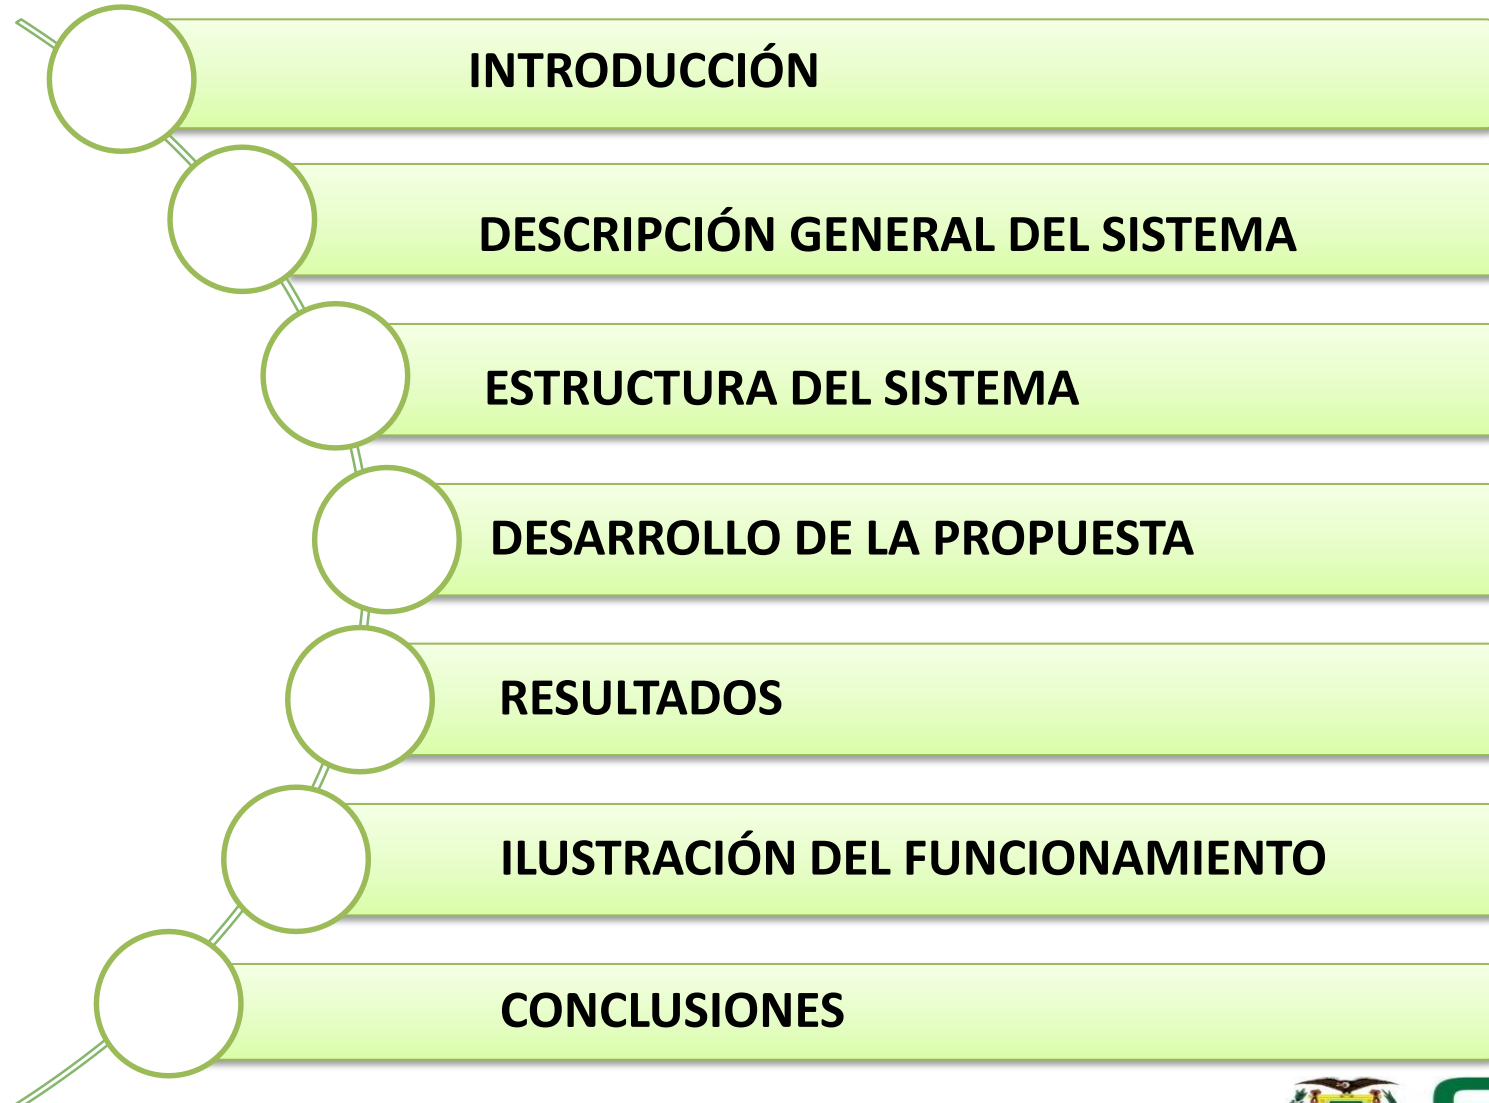 INTRODUCCIÓN
DESCRIPCIÓN GENERAL DEL SISTEMA
ESTRUCTURA DEL SISTEMA
DESARROLLO DE LA PROPUESTA
RESULTADOS
ILUSTRACIÓN DEL FUNCIONAMIENTO
CONCLUSIONES